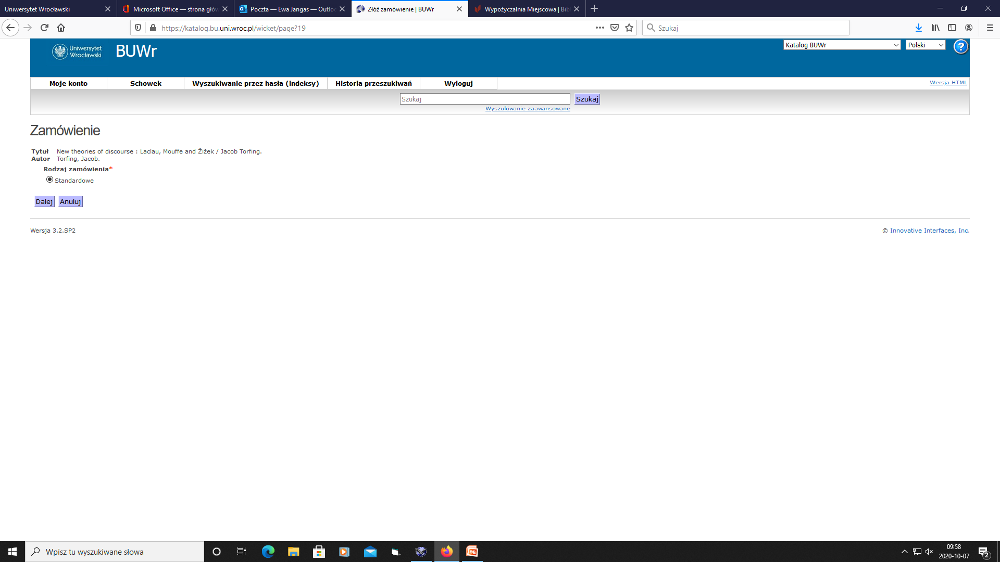 Uniwersytet Wrocławski
Microsoft Office — strona głów
Poczta — Ewa Jangas — Outloo
Złóż zamówienie | BUWr
Wypożyczalnia Miejscowa | Bib
https://katalog.bu.uni.wroc.pl/wicket/page?19
Szukaj
Uniwersytet
Wrocławski
BUWr
Katalog BUWr
Polski
?
Moje konto
Schowek
Wyszukiwanie przez hasła (indeksy)
Historia przeszukiwań
Wyloguj
Wersja HTML
Szukaj
Szukaj
Wyszukiwanie zaawansowane
Zamówienie
Tytuł New theories of discourse : Laclau, Mouffe and Žižek / Jacob Torfing.
Autor Torfing, Jacob.
Rodzaj zamówienia*
Standardowe
Dalej Anuluj
Wersja 3.2.SP2
© Innovative Interfaces, Inc.
Wpisz tu wyszukiwane słowa
09:58
2020-10-07
2